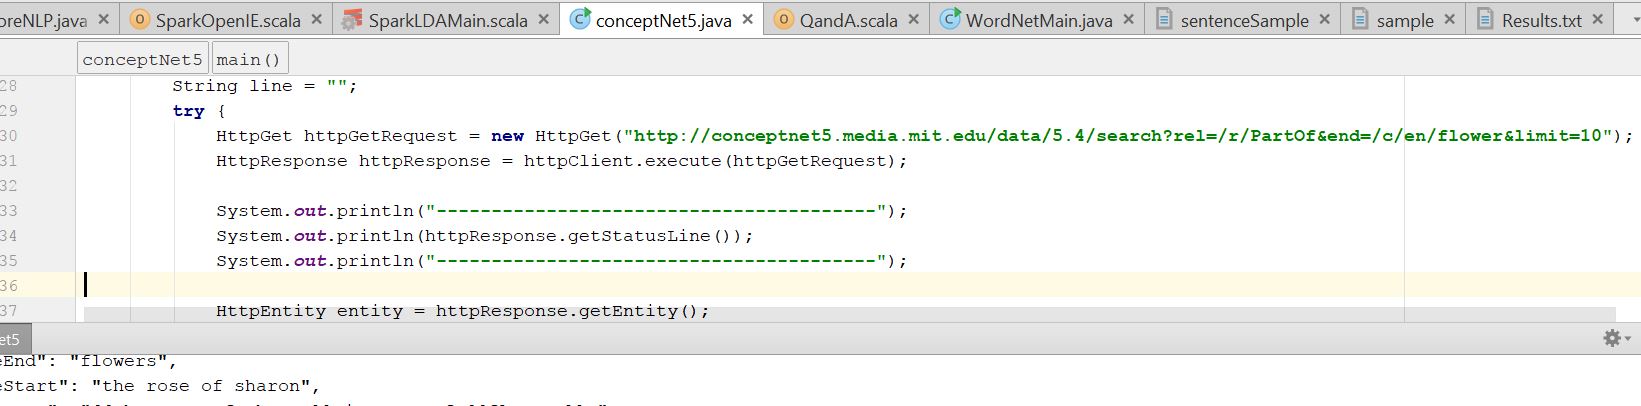 oreNLP.java SparkOpenIE.scala SparkLDAMain.scala conceptNet5.java QandA.scala WordNetMain.java sentenceSample sample Results.txt
conceptNet5 main()
28 String line = "";
29 try {
30 HttpGet httpGetRequest = new HttpGet("http://conceptnet5.media.mit.edu/data/5.4/search?rel=/r/PartOf&end=/c/en/flower&limit=10");
31 HttpResponse httpResponse = httpClient.execute(httpGetRequest);
32
33 System.out.println("----------------------------------------");
34 System.out.println(httpResponse.getStatusLine());
35 System.out.println("----------------------------------------");
36
37 HttpEntity entity = httpResponse.getEntity();
et5
eEnd": "flowers",
eStart": "the rose of sharon",